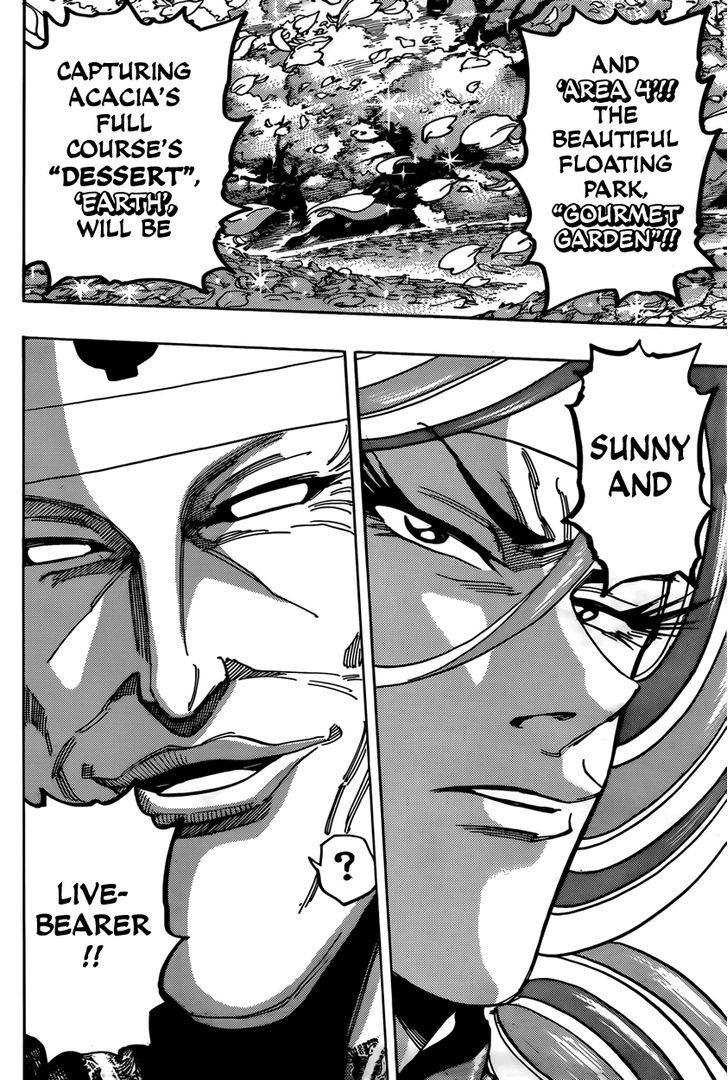 AND
'AREA 4'!!
THE
BEAUTIFUL
FLOATING
PARK,
"GOURMET
GARDEN"!!
CAPTURING
ACACIA'S
FULL
COURSE'S
"DESSERT",
'EARTH',
WILL BE
SUNNY
AND
?
LIVE-
BEARER
!!